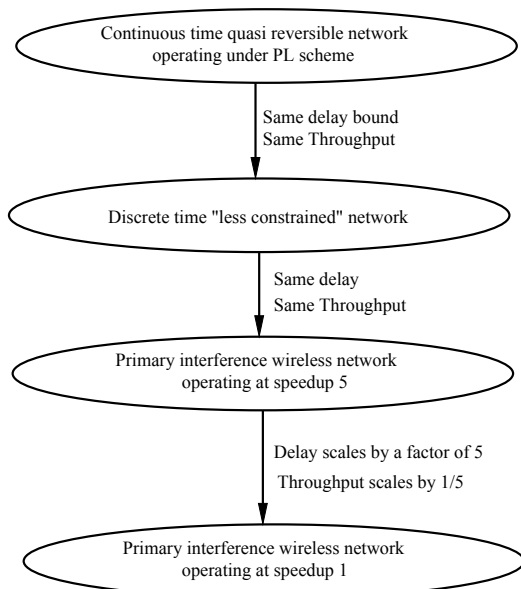 Continuous time quasi reversible network
operating under PL scheme
Same delay bound
Same Throughput
Discrete time "less constrained" network
Same delay
Same Throughput
Primary interference wireless network
operating at speedup 5
Delay scales by a factor of 5
Throughput scales by 1/5
Primary interference wireless network
operating at speedup 1